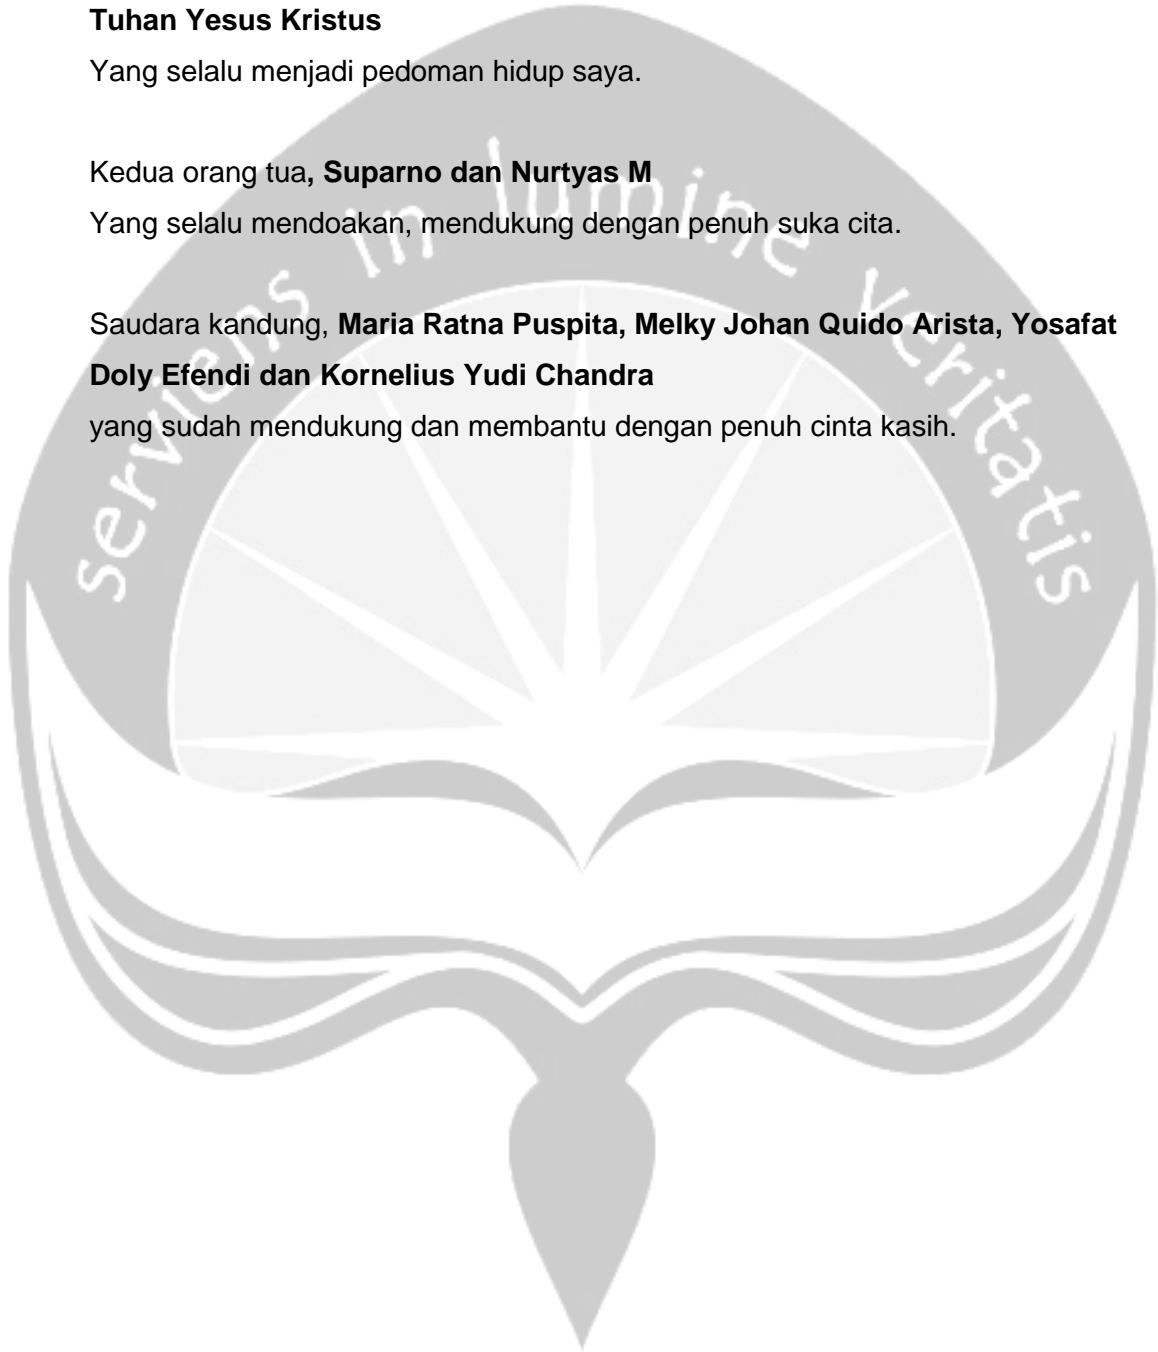 Tuhan Yesus Kristus
Yang selalu menjadi pedoman hidup saya.
Kedua orang tua, Suparno dan Nurtyas M
Yang selalu mendoakan, mendukung dengan penuh suka cita.
Saudara kandung, Maria Ratna Puspita, Melky Johan Quido Arista, Yosafat
Doly Efendi dan Kornelius Yudi Chandra
yang sudah mendukung dan membantu dengan penuh cinta kasih.
serviens in lumine veritatis